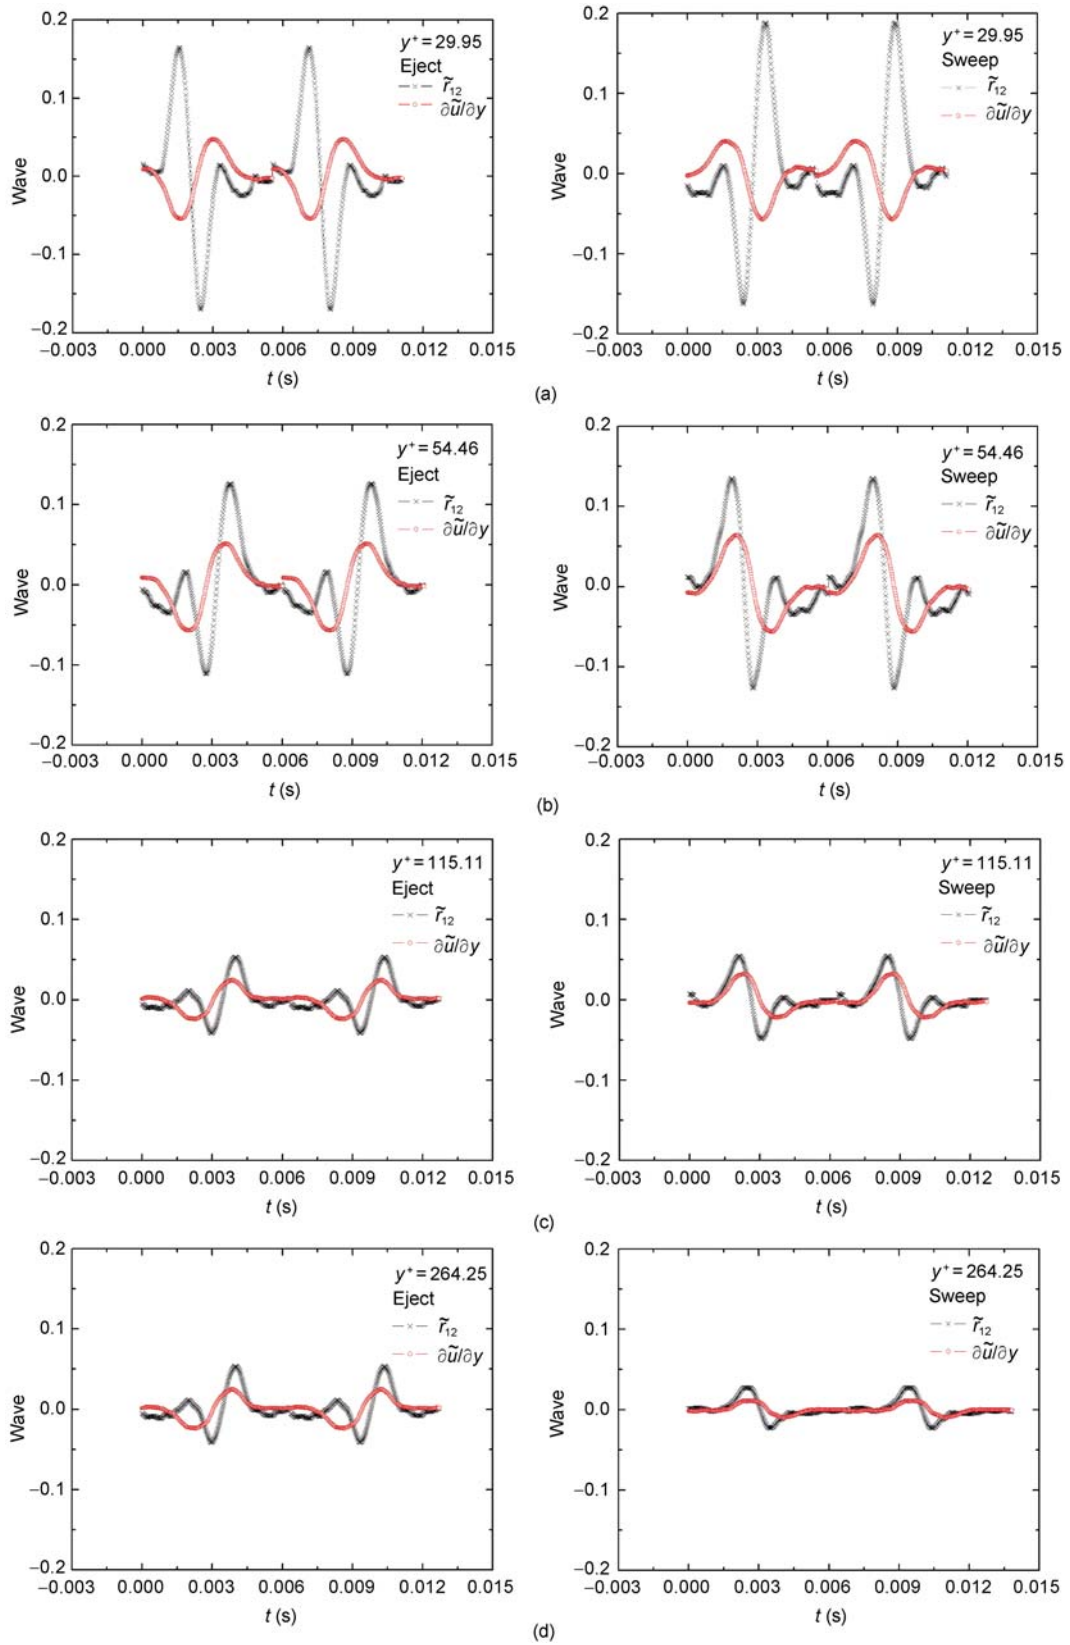 0.2
0.1
0.0
−0.1
−0.2
Wave
y⁺ = 29.95
Eject
r̃₁₂
∂ũ/∂y
−0.003 0.000 0.003 0.006 0.009 0.012 0.015
t (s)
0.2
0.1
0.0
−0.1
−0.2
Wave
y⁺ = 29.95
Sweep
r̃₁₂
∂ũ/∂y
−0.003 0.000 0.003 0.006 0.009 0.012 0.015
t (s)
(a)
0.2
0.1
0.0
−0.1
−0.2
Wave
y⁺ = 54.46
Eject
r̃₁₂
∂ũ/∂y
−0.003 0.000 0.003 0.006 0.009 0.012 0.015
t (s)
0.2
0.1
0.0
−0.1
−0.2
Wave
y⁺ = 54.46
Sweep
r̃₁₂
∂ũ/∂y
−0.003 0.000 0.003 0.006 0.009 0.012 0.015
t (s)
(b)
0.2
0.1
0.0
−0.1
−0.2
Wave
y⁺ = 115.11
Eject
r̃₁₂
∂ũ/∂y
−0.003 0.000 0.003 0.006 0.009 0.012 0.015
t (s)
0.2
0.1
0.0
−0.1
−0.2
Wave
y⁺ = 115.11
Sweep
r̃₁₂
∂ũ/∂y
−0.003 0.000 0.003 0.006 0.009 0.012 0.015
t (s)
(c)
0.2
0.1
0.0
−0.1
−0.2
Wave
y⁺ = 264.25
Eject
r̃₁₂
∂ũ/∂y
−0.003 0.000 0.003 0.006 0.009 0.012 0.015
t (s)
0.2
0.1
0.0
−0.1
−0.2
Wave
y⁺ = 264.25
Sweep
r̃₁₂
∂ũ/∂y
−0.003 0.000 0.003 0.006 0.009 0.012 0.015
t (s)
(d)